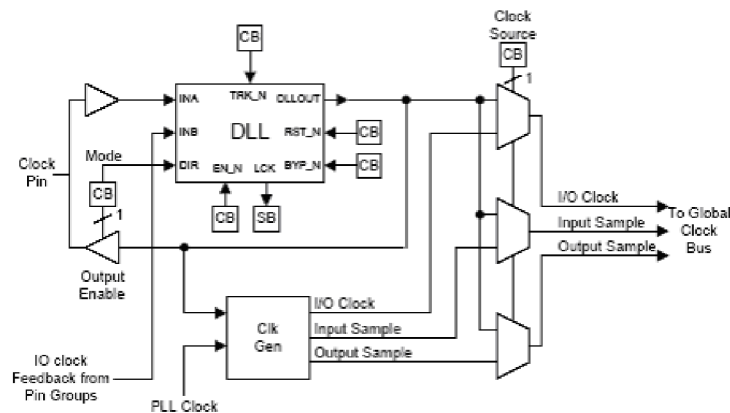 Clock
Source
CB
CB
1
TRK_N
INA
DLLOUT
DLL
INB
RST_N
CB
Mode
DIR
EN_N
LCK
BYP_N
CB
Clock
Pin
CB
1
CB
SB
I/O Clock
Input Sample
Output Sample
To Global
Clock
Bus
Output
Enable
Clk
Gen
I/O Clock
Input Sample
Output Sample
IO clock
Feedback from
Pin Groups
PLL Clock